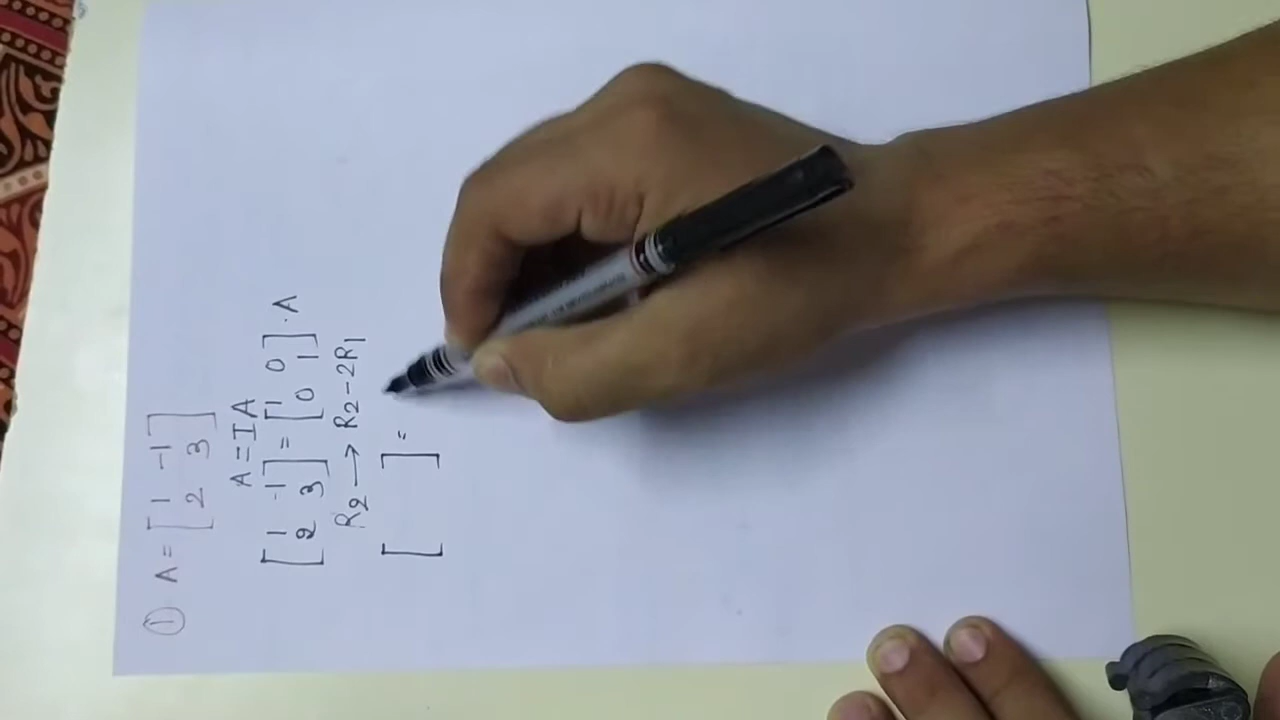 ① A = [ 1 -1
2 3 ]
A = IA
[ 1 -1
2 3 ] = [ 1 0
0 1 ] . A
R2 → R2 - 2R1
[ ] =